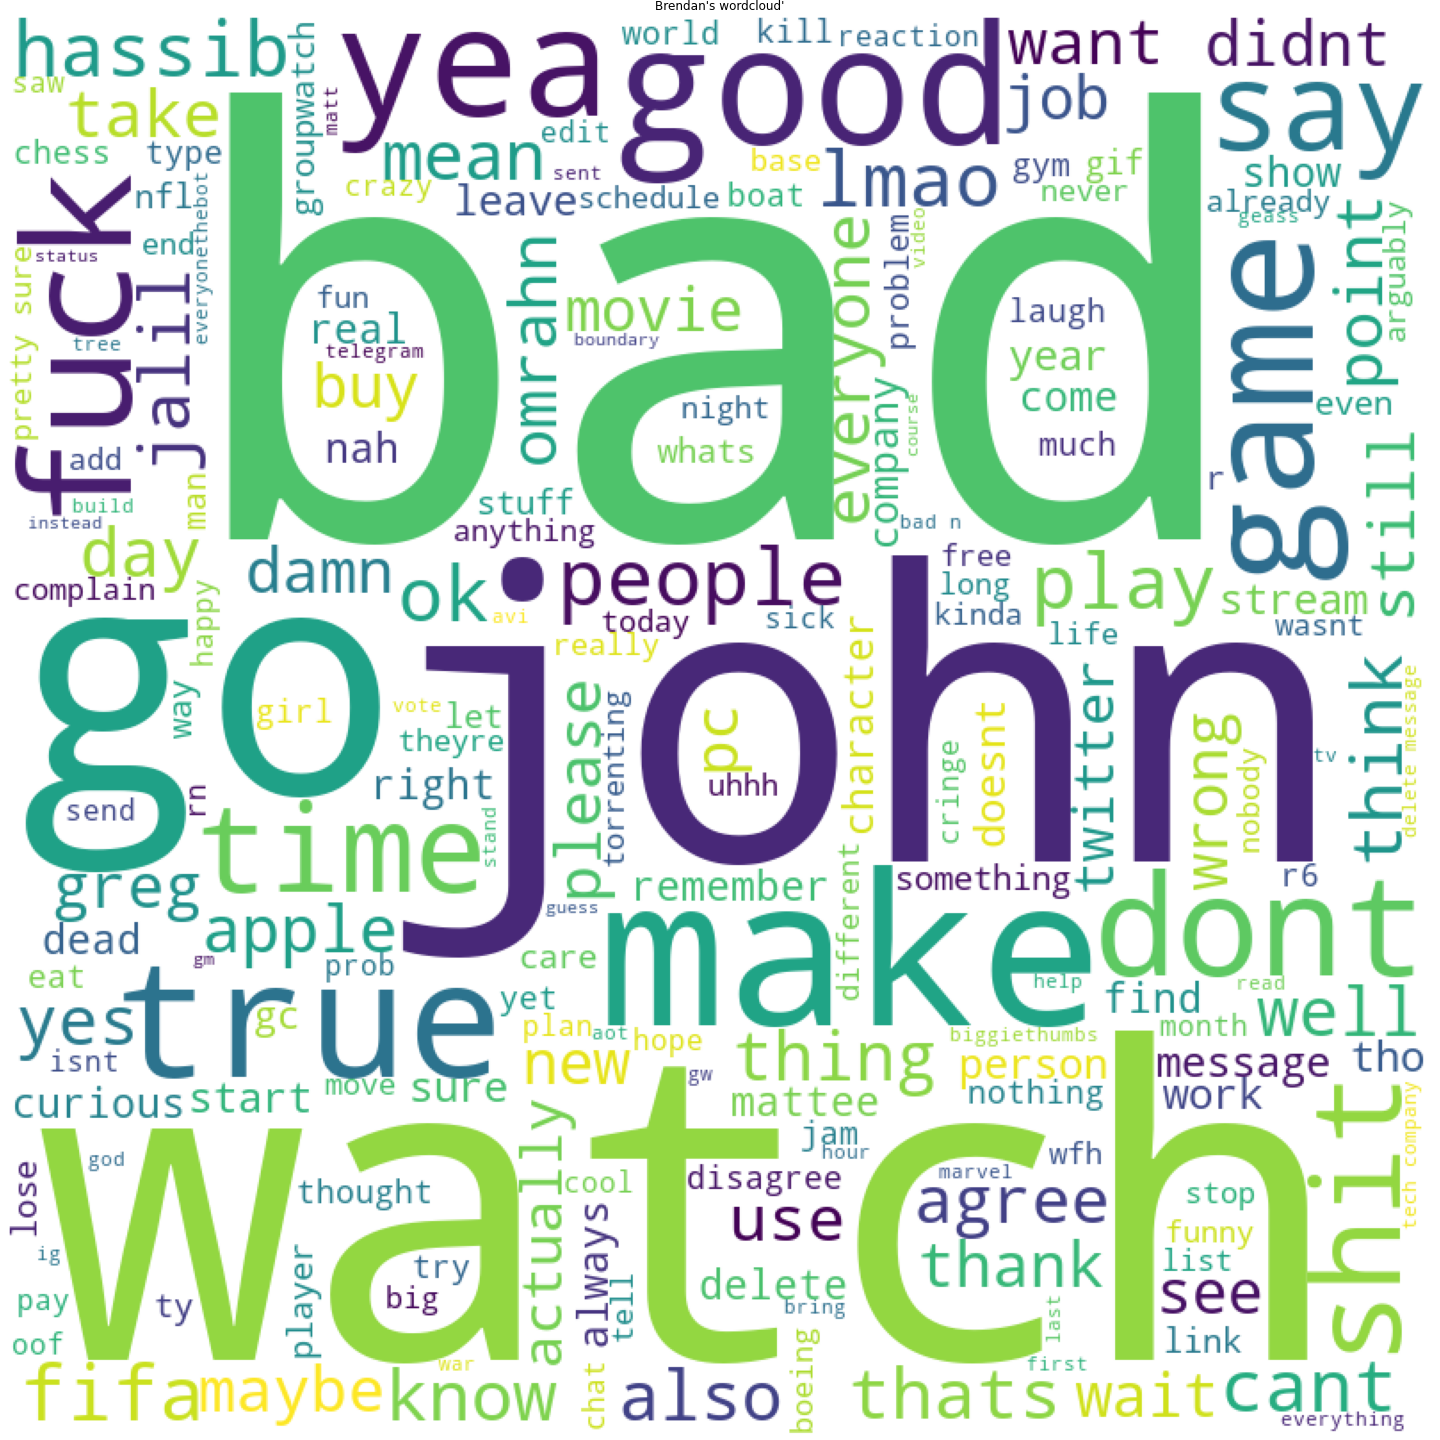 Brendan's wordcloud'
hassib
yea
good
world
kill
reaction
want
didnt
saw
take
groupwatch
matt
job
say
chess
type
mean
edit
sent
base
lmao
gym
gif
never
show
already
geass
nfl
crazy
leave
schedule
boat
fuck
status
end
everyonethebot
bad
pretty sure
jalil
tree
fun
real
telegram
buy
nah
omrahn
movie
boundary
night
whats
everyone
problem
video
company
course
laugh
year
come
much
game
point
arguably
even
r
still
add
man
build
instead
stuff
anything
bad n
day
complain
happy
damn
ok
avi
people
today
really
sick
free
long
kinda
play
stream
wasnt
life
go
john
way
girl
vote
let
theyre
right
send
rn
please
torrenting
pc
uhhh
character
cringe
doesnt
twitter
wrong
nobody
tv
think
delete message
time
stand
greg
apple
dead
gm
prob
eat
guess
remember
something
r6
make
different
dont
care
help
find
read
true
yes
gc
isnt
yet
plan
aot
hope
new
thing
biggiethumbs
month
well
person
message
tho
curious
start
move
sure
gw
mattee
nothing
work
shit
tech company
watch
god
lose
ig
thought
actually
cool
jam
hour
disagree
use
wfh
marvel
agree
stop
funny
list
see
link
pay
oof
ty
player
try
big
always
tell
delete
bring
thank
last
first
fifa
maybe
war
know
chat
also
boeing
thats
wait
cant
everything